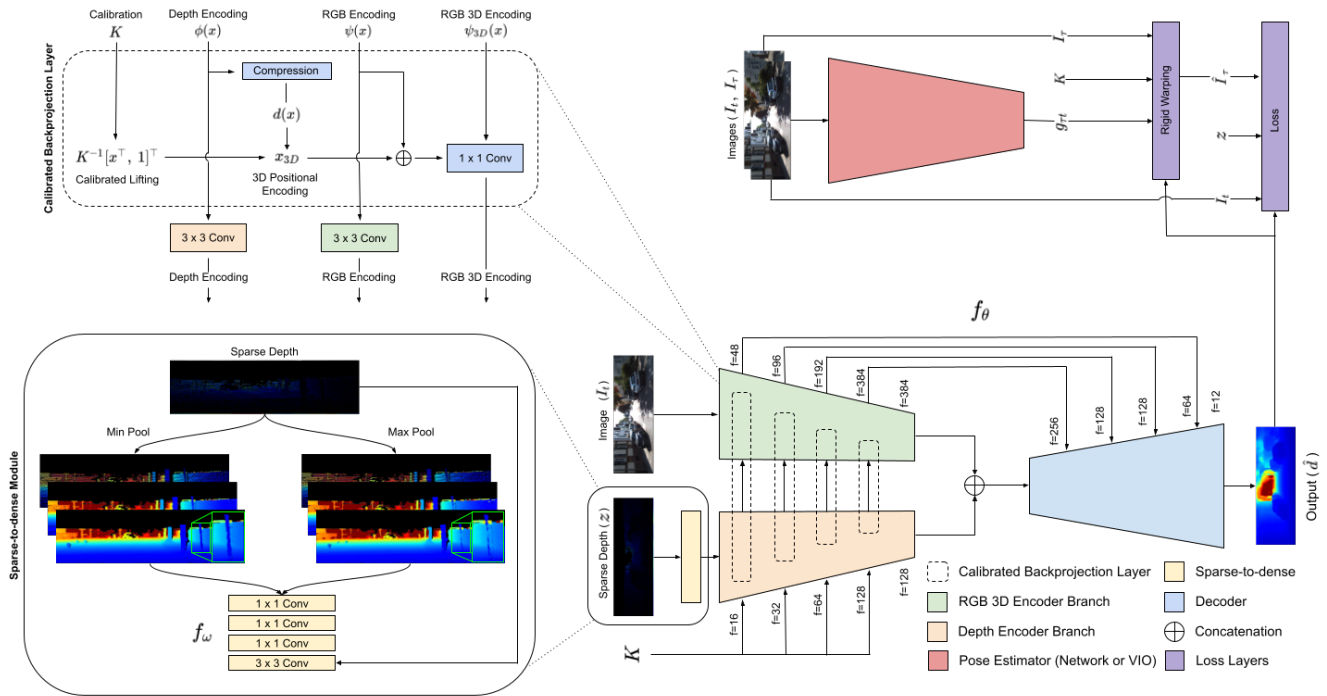 Calibration
K
Depth Encoding
ϕ(x)
RGB Encoding
ψ(x)
RGB 3D Encoding
ψ3D(x)
Calibrated Backprojection Layer
Compression
d(x)
K⁻¹[x⊤, 1]⊤
Calibrated Lifting
x3D
3D Positional
Encoding
1 x 1 Conv
3 x 3 Conv
3 x 3 Conv
Depth Encoding
RGB Encoding
RGB 3D Encoding
Images (It, Iτ)
Iτ
K
gτt
Rigid Warping
Îτ
z
It
Loss
Sparse-to-dense Module
Sparse Depth
Min Pool
Max Pool
fω
1 x 1 Conv
1 x 1 Conv
1 x 1 Conv
3 x 3 Conv
fθ
Image (It)
Sparse Depth (z)
K
f=48
f=96
f=192
f=384
f=384
f=16
f=32
f=64
f=128
f=128
f=256
f=128
f=128
f=64
f=12
Output (d̂)
Calibrated Backprojection Layer
RGB 3D Encoder Branch
Depth Encoder Branch
Pose Estimator (Network or VIO)
Sparse-to-dense
Decoder
Concatenation
Loss Layers